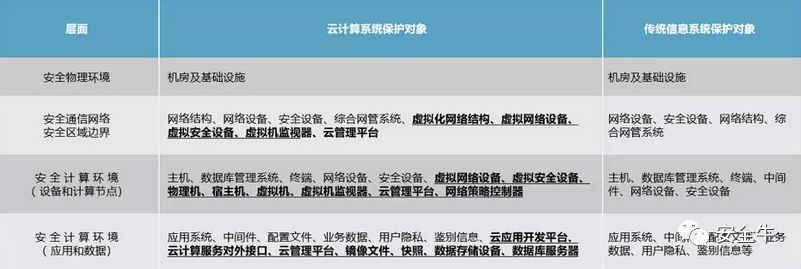 层面 云计算系统保护对象 传统信息系统保护对象
安全物理环境 机房及基础设施 机房及基础设施
安全通信网络
安全区域边界
网络结构、网络设备、安全设备、综合网管系统、虚拟化网络结构、虚拟网络设备、
虚拟安全设备、虚拟机监视器、云管理平台
网络设备、安全设备、网络结构、综
合网管系统
安全计算环境
(设备和计算节点)
主机、数据库管理系统、终端、网络设备、安全设备、虚拟网络设备、虚拟安全设备、
物理机、宿主机、虚拟机、虚拟机监视器、云管理平台、网络策略控制器
主机、数据库管理系统、终端、中间
件、网络设备、安全设备
安全计算环境
(应用和数据)
应用系统、中间件、配置文件、业务数据、用户隐私、鉴别信息、云应用开发平台、
云计算服务对外接口、云管理平台、镜像文件、快照、数据存储设备、数据库服务器
应用系统、中间件、配置文件、业务
数据、用户隐私、鉴别信息等
安全牛